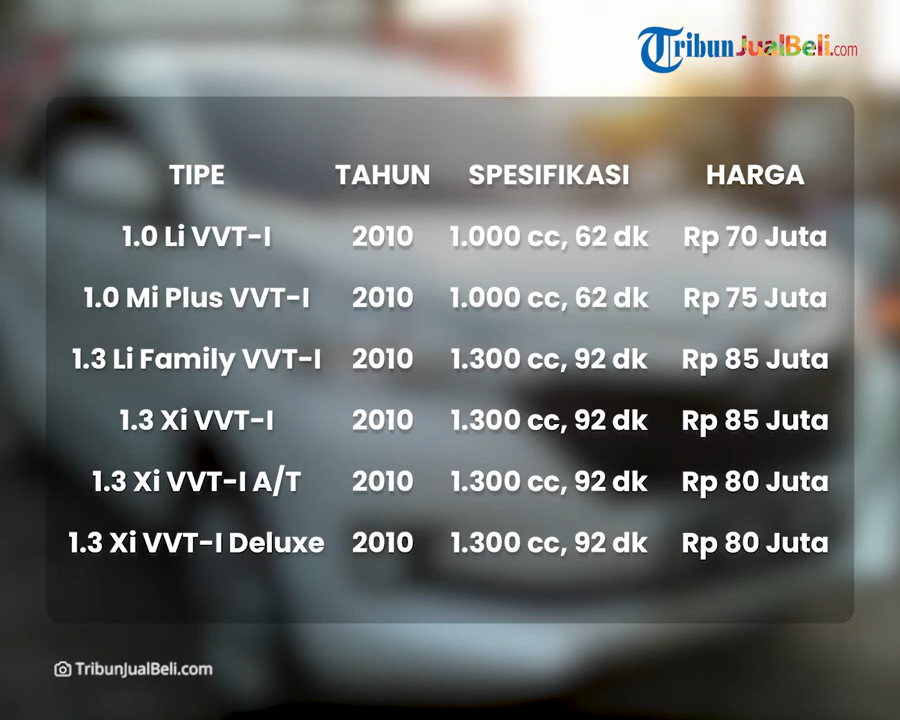 TribunJualBeli.com
TIPE TAHUN SPESIFIKASI HARGA
1.0 Li VVT-I 2010 1.000 cc, 62 dk Rp 70 Juta
1.0 Mi Plus VVT-I 2010 1.000 cc, 62 dk Rp 75 Juta
1.3 Li Family VVT-I 2010 1.300 cc, 92 dk Rp 85 Juta
1.3 Xi VVT-I 2010 1.300 cc, 92 dk Rp 85 Juta
1.3 Xi VVT-I A/T 2010 1.300 cc, 92 dk Rp 80 Juta
1.3 Xi VVT-I Deluxe 2010 1.300 cc, 92 dk Rp 80 Juta
TribunJualBeli.com